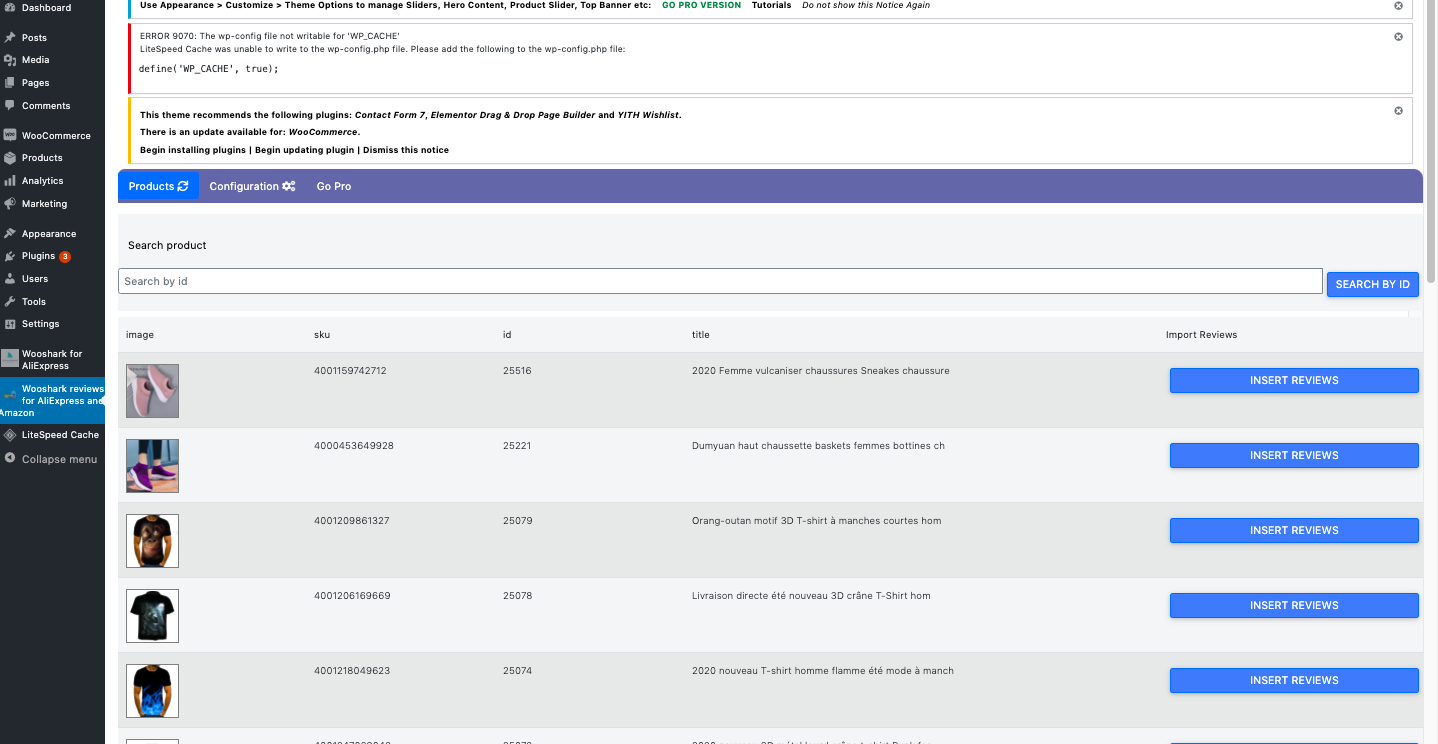 Dashboard
Posts
Media
Pages
Comments
WooCommerce
Products
Analytics
Marketing
Appearance
Plugins 3
Users
Tools
Settings
Wooshark for
AliExpress
Wooshark reviews
for AliExpress and
Amazon
LiteSpeed Cache
Collapse menu
Use Appearance > Customize > Theme Options to manage Sliders, Hero Content, Product Slider, Top Banner etc: GO PRO VERSION Tutorials Do not show this Notice Again
ERROR 9070: The wp-config file not writable for 'WP_CACHE'
LiteSpeed Cache was unable to write to the wp-config.php file. Please add the following to the wp-config.php file:
define('WP_CACHE', true);
This theme recommends the following plugins: Contact Form 7, Elementor Drag & Drop Page Builder and YITH Wishlist.
There is an update available for: WooCommerce.
Begin installing plugins | Begin updating plugin | Dismiss this notice
Products Configuration Go Pro
Search product
Search by id SEARCH BY ID
image sku id title Import Reviews
4001159742712 25516 2020 Femme vulcaniser chaussures Sneakes chaussure INSERT REVIEWS
4000453649928 25221 Dumyuan haut chaussette baskets femmes bottines ch INSERT REVIEWS
4001209861327 25079 Orang-outan motif 3D T-shirt à manches courtes hom INSERT REVIEWS
4001206169669 25078 Livraison directe été nouveau 3D crâne T-Shirt hom INSERT REVIEWS
4001218049623 25074 2020 nouveau T-shirt homme flamme été mode à manch INSERT REVIEWS